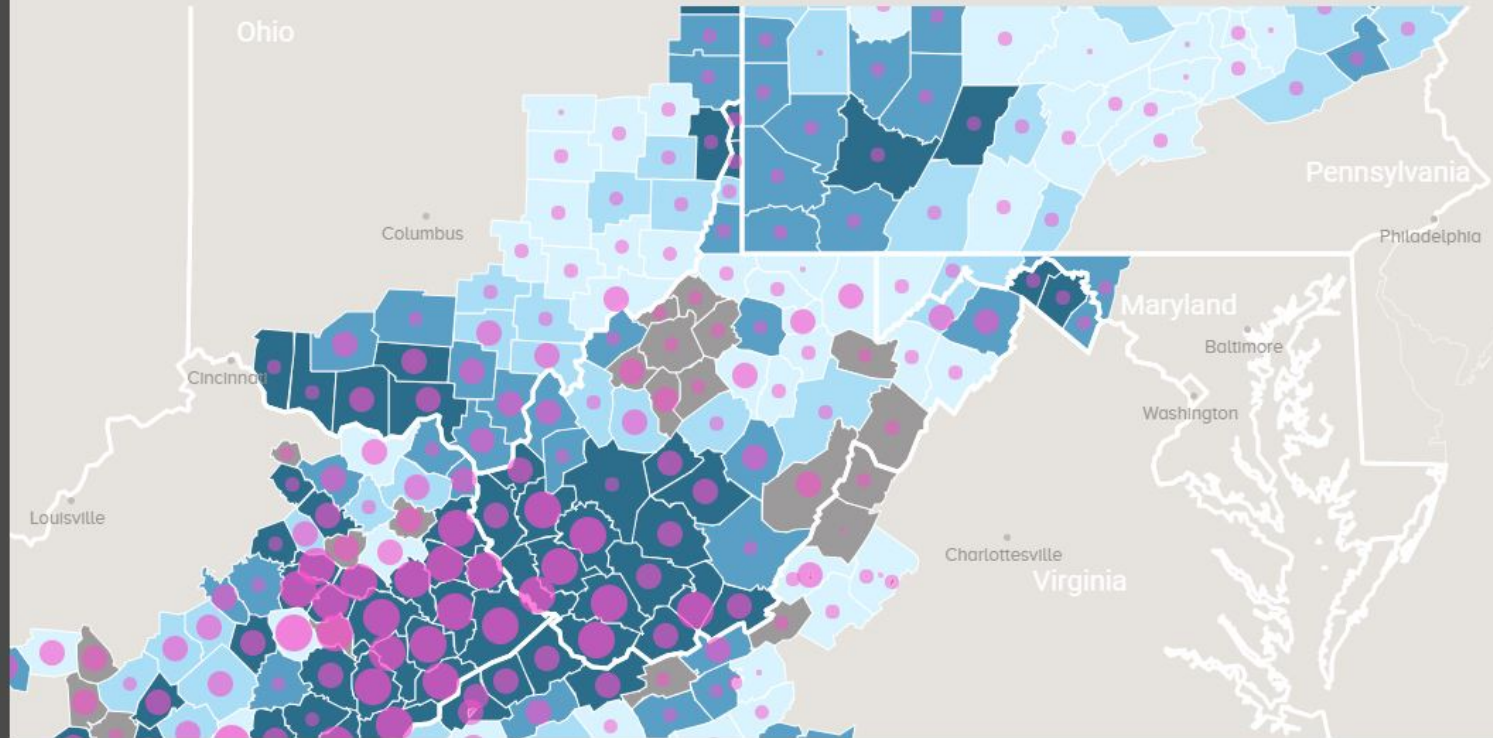 Ohio
Pennsylvania
Columbus
Philadelphia
Maryland
Baltimore
Cincinnati
Washington
Louisville
Charlottesville
Virginia